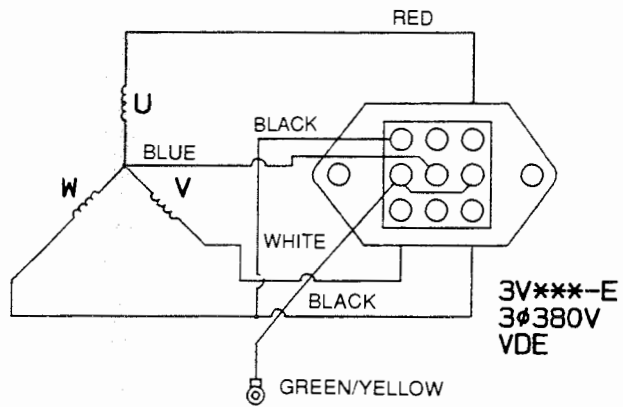 RED
U
BLACK
BLUE
W
V
WHITE
BLACK
3V***-E
3φ380V
VDE
GREEN/YELLOW